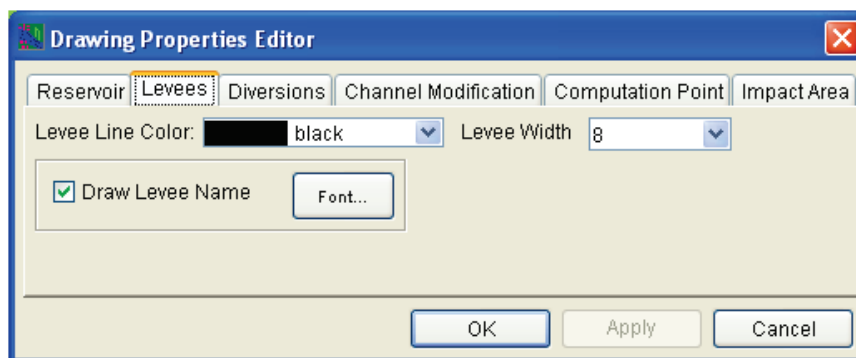 Drawing Properties Editor
Reservoir Levees Diversions Channel Modification Computation Point Impact Area
Levee Line Color: black Levee Width 8
Draw Levee Name Font...
OK Apply Cancel